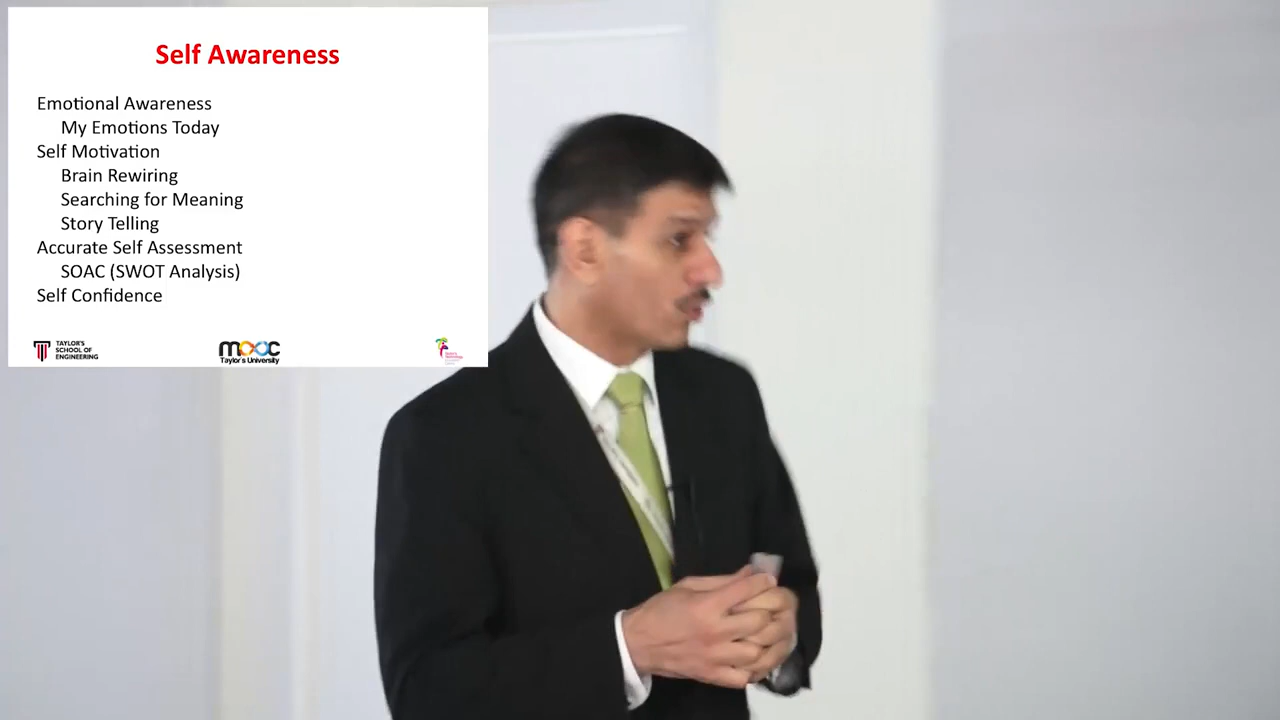 Self Awareness
Emotional Awareness
My Emotions Today
Self Motivation
Brain Rewiring
Searching for Meaning
Story Telling
Accurate Self Assessment
SOAC (SWOT Analysis)
Self Confidence
TAYLOR'S
SCHOOL OF
ENGINEERING
mooc
Taylor's University